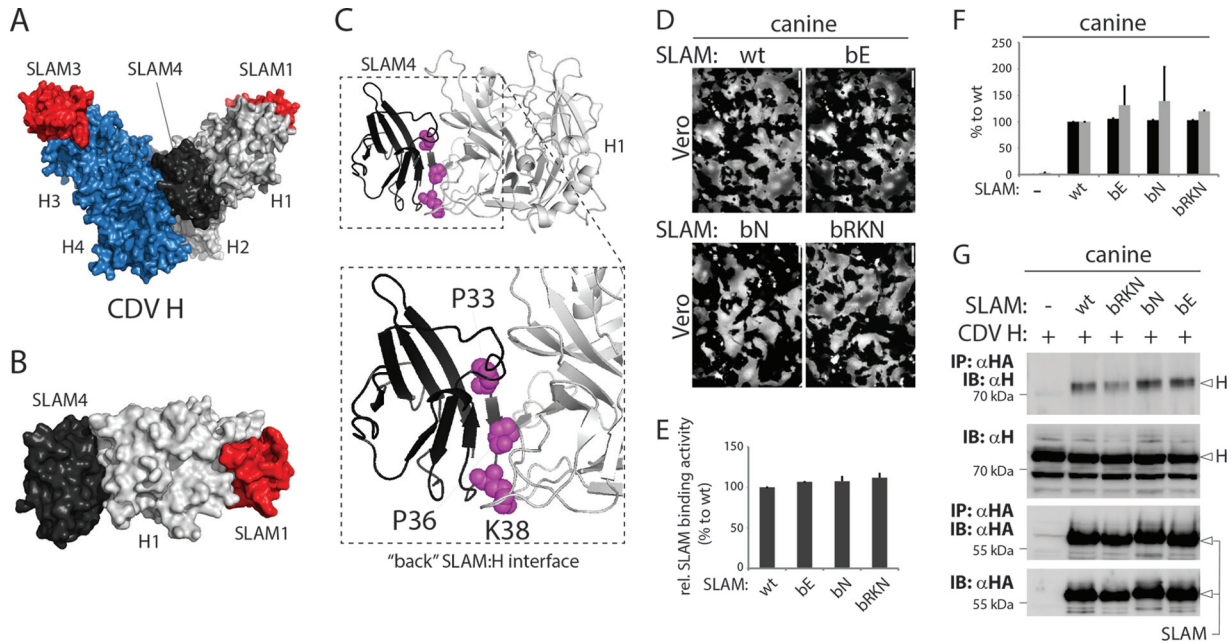 A
SLAM3
SLAM4
SLAM1
H3
H1
H4
H2
CDV H
B
SLAM4
H1
SLAM1
C
SLAM4
H1
P33
P36
K38
“back” SLAM:H interface
D
canine
SLAM: wt bE
Vero
SLAM: bN bRKN
Vero
E
rel. SLAM binding activity
(% to wt)
150
100
50
0
SLAM: wt bE bN bRKN
F
canine
% to wt
250
200
150
100
50
0
SLAM: – wt bE bN bRKN
G
canine
SLAM: - wt bRKN bN bE
CDV H: + + + + +
IP: αHA
IB: αH
70 kDa
H
IB: αH
70 kDa
H
IP: αHA
IB: αHA
55 kDa
IB: αHA
55 kDa
SLAM